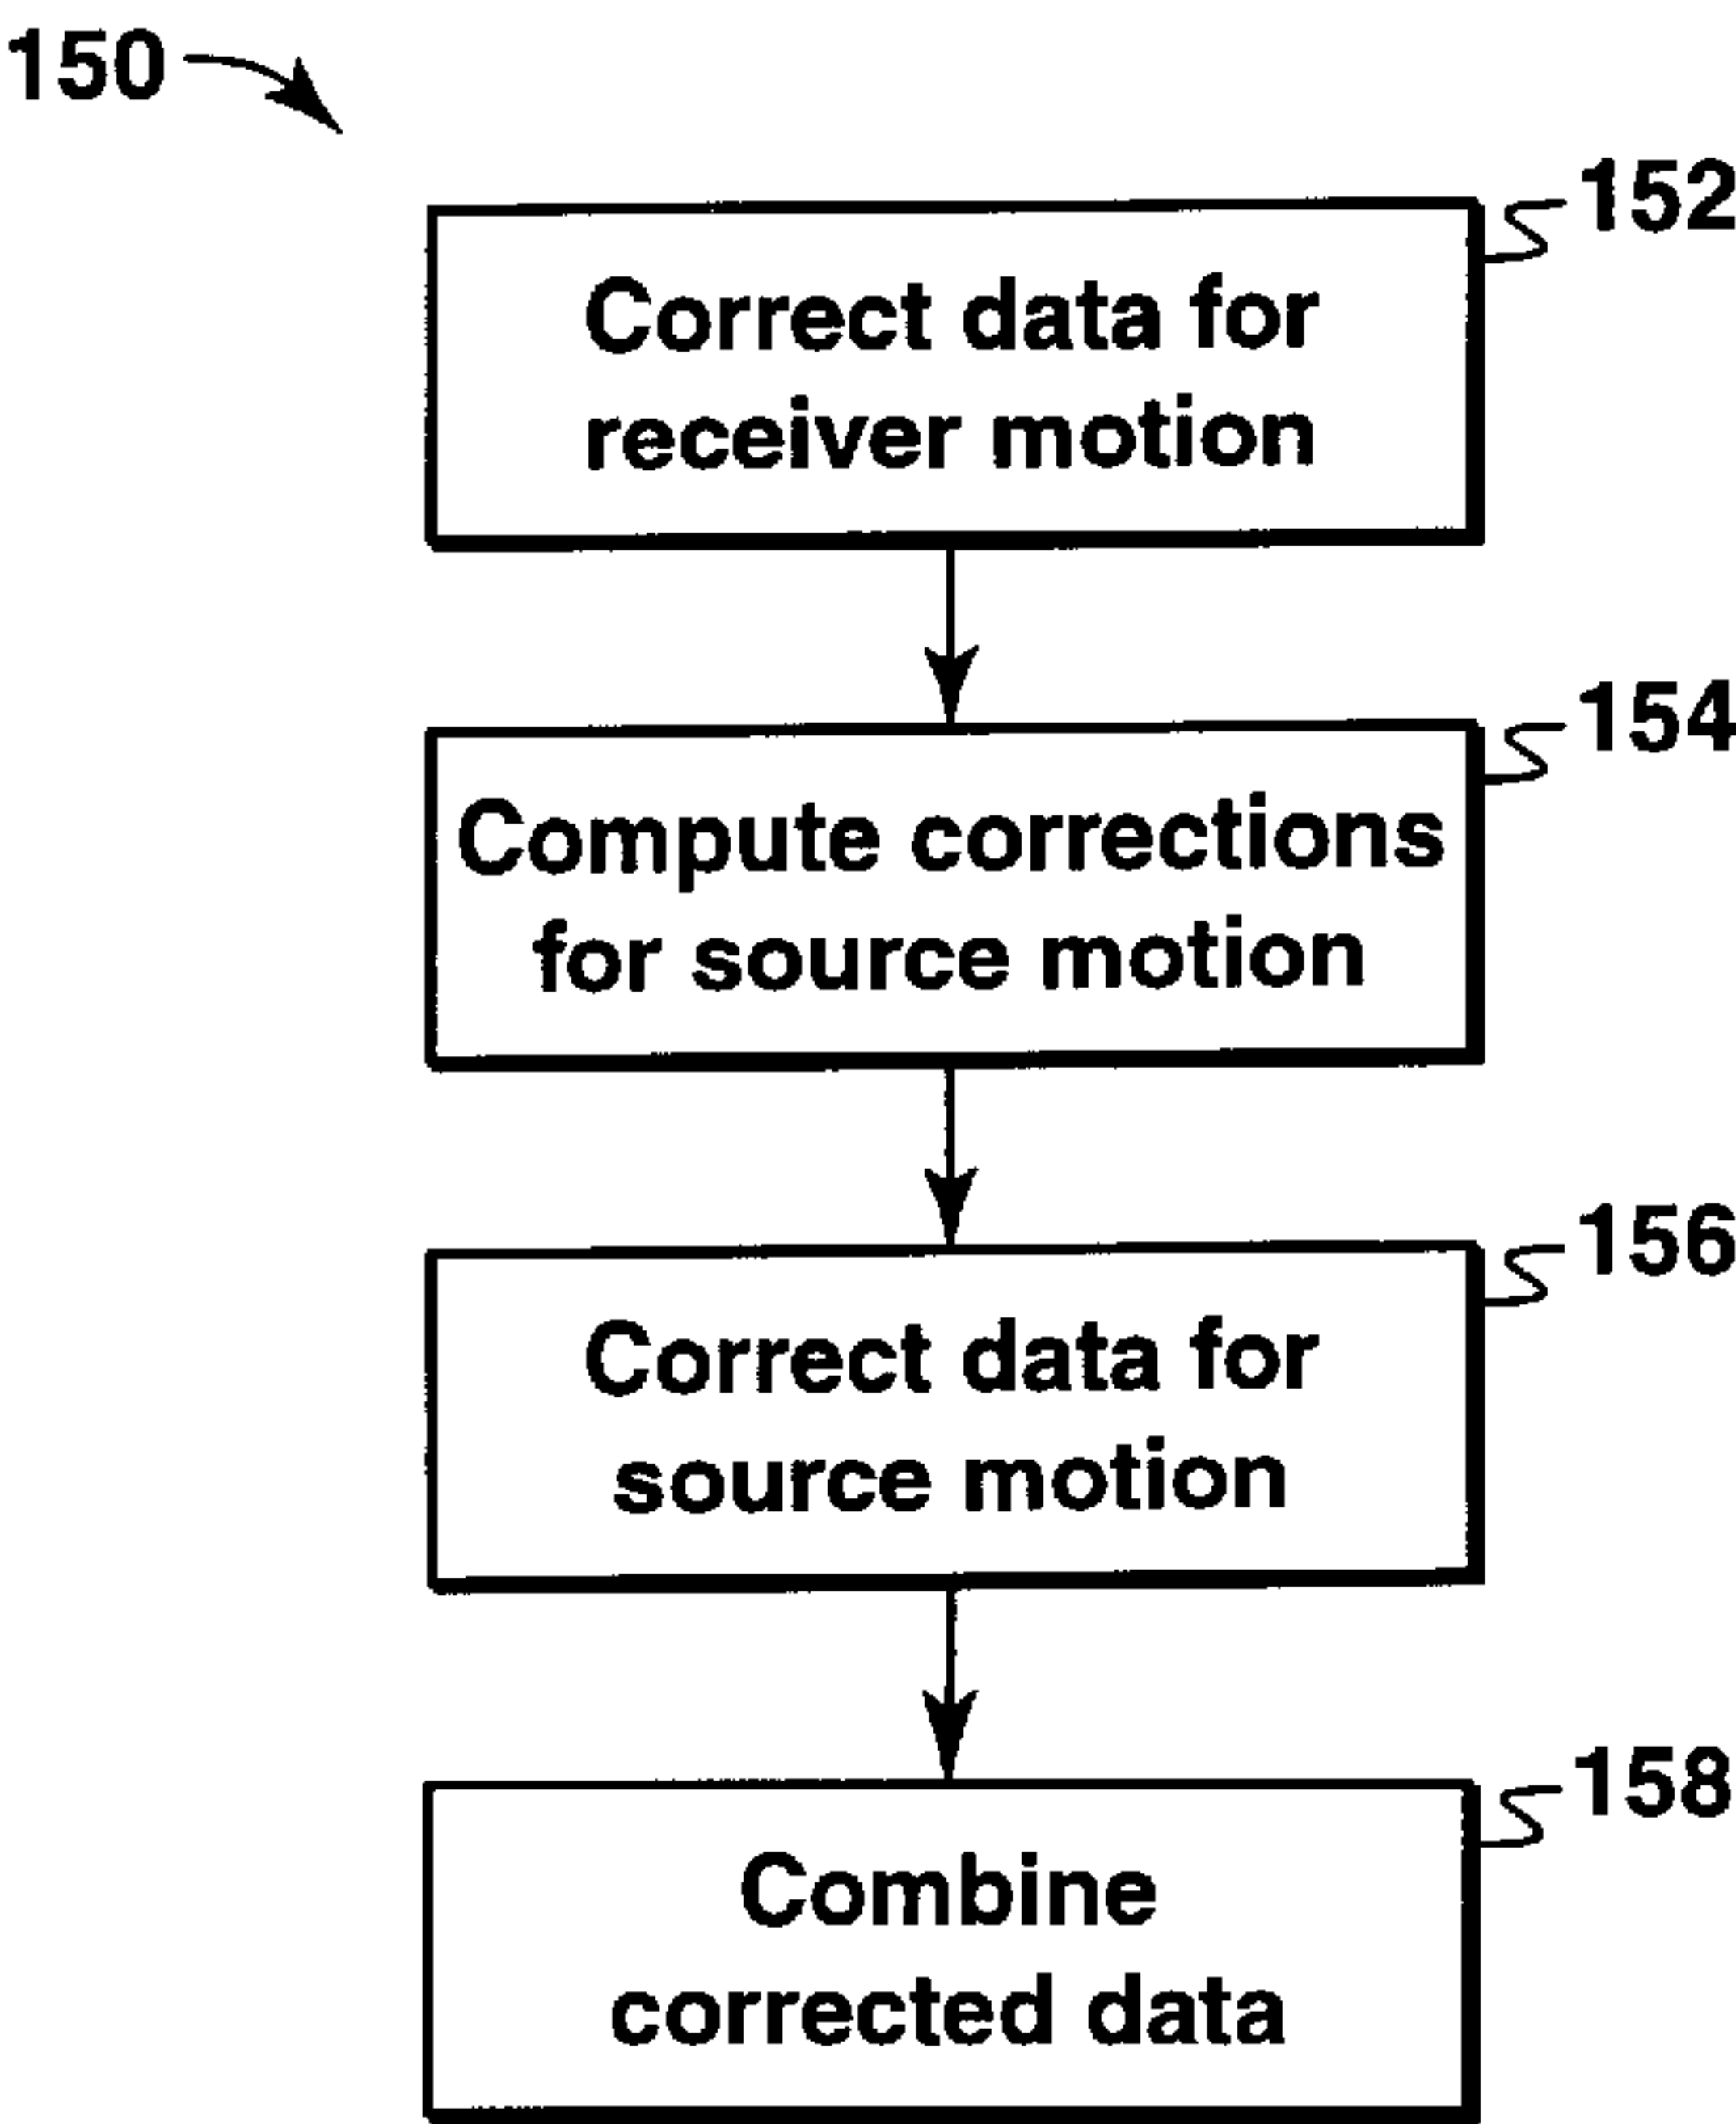 150
152
Correct data for
receiver motion
154
Compute corrections
for source motion
156
Correct data for
source motion
158
Combine
corrected data